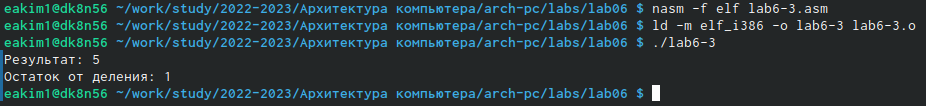 eakim1@dk8n56 ~/work/study/2022-2023/Архитектура компьютера/arch-pc/labs/lab06 $ nasm -f elf lab6-3.asm
eakim1@dk8n56 ~/work/study/2022-2023/Архитектура компьютера/arch-pc/labs/lab06 $ ld -m elf_i386 -o lab6-3 lab6-3.o
eakim1@dk8n56 ~/work/study/2022-2023/Архитектура компьютера/arch-pc/labs/lab06 $ ./lab6-3
Результат: 5
Остаток от деления: 1
eakim1@dk8n56 ~/work/study/2022-2023/Архитектура компьютера/arch-pc/labs/lab06 $